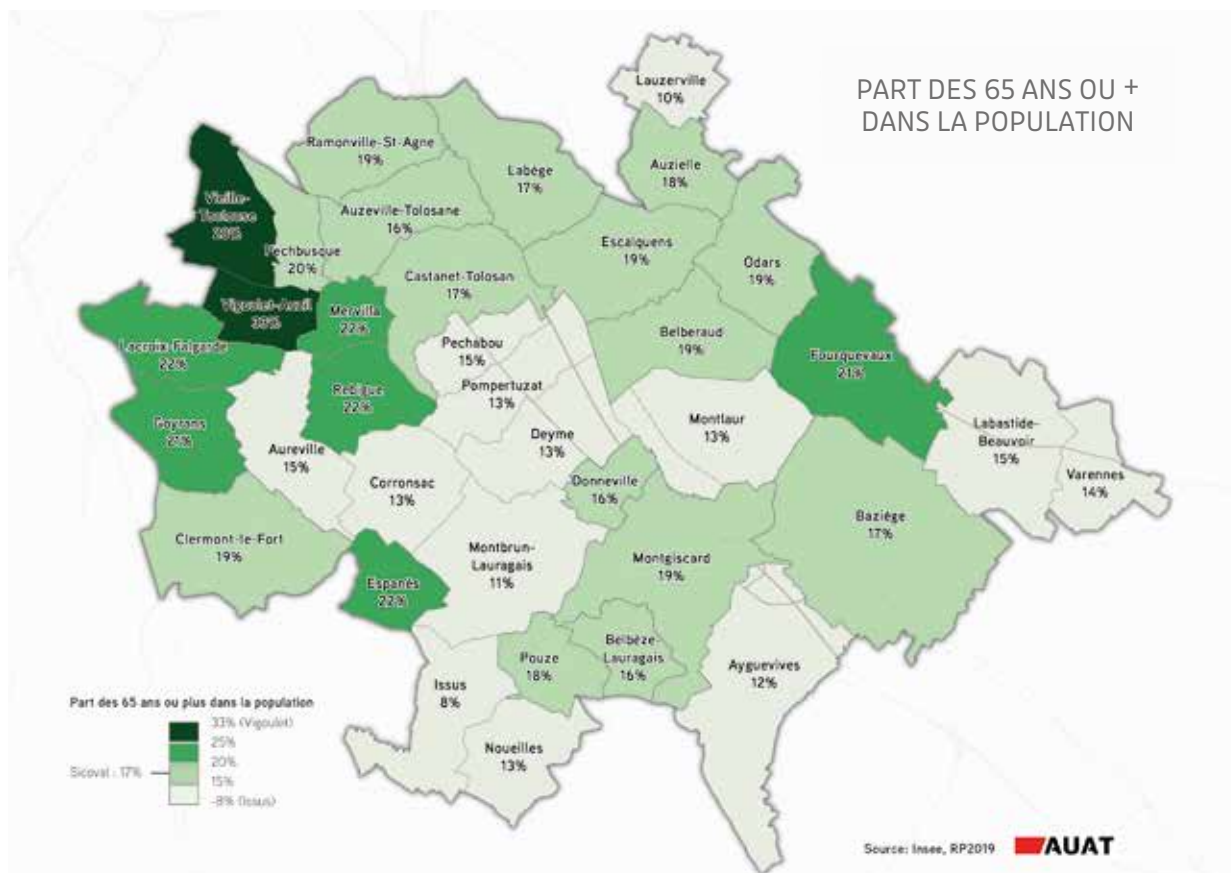 PART DES 65 ANS OU +
DANS LA POPULATION
Lauzerville
10%
Ramonville-St-Agne
19%
Labège
17%
Auzielle
18%
Vieille-
Toulouse
Auzeville-Tolosane
16%
Pechbusque
20%
Escalquens
19%
Odars
19%
Castanet-Tolosan
17%
Vigoulet-Auzil
33%
Mervilla
22%
Lacroix-Falgarde
22%
Pechabou
15%
Belberaud
19%
Fourquevaux
21%
Rebigue
22%
Pompertuzat
13%
Goyrans
21%
Montlaur
13%
Labastide-
Beauvoir
15%
Aureville
15%
Deyme
13%
Varennes
14%
Corronsac
13%
Donneville
16%
Baziège
17%
Clermont-le-Fort
19%
Montbrun-
Lauragais
11%
Montgiscard
19%
Espanès
22%
Pouze
18%
Belbèze-
Lauragais
16%
Ayguevives
12%
Issus
8%
Noueilles
13%
Part des 65 ans ou plus dans la population
33% (Vigoulet)
25%
20%
Sicoval : 17%
15%
-8% (Issus)
Source: Insee, RP2019
AUAT